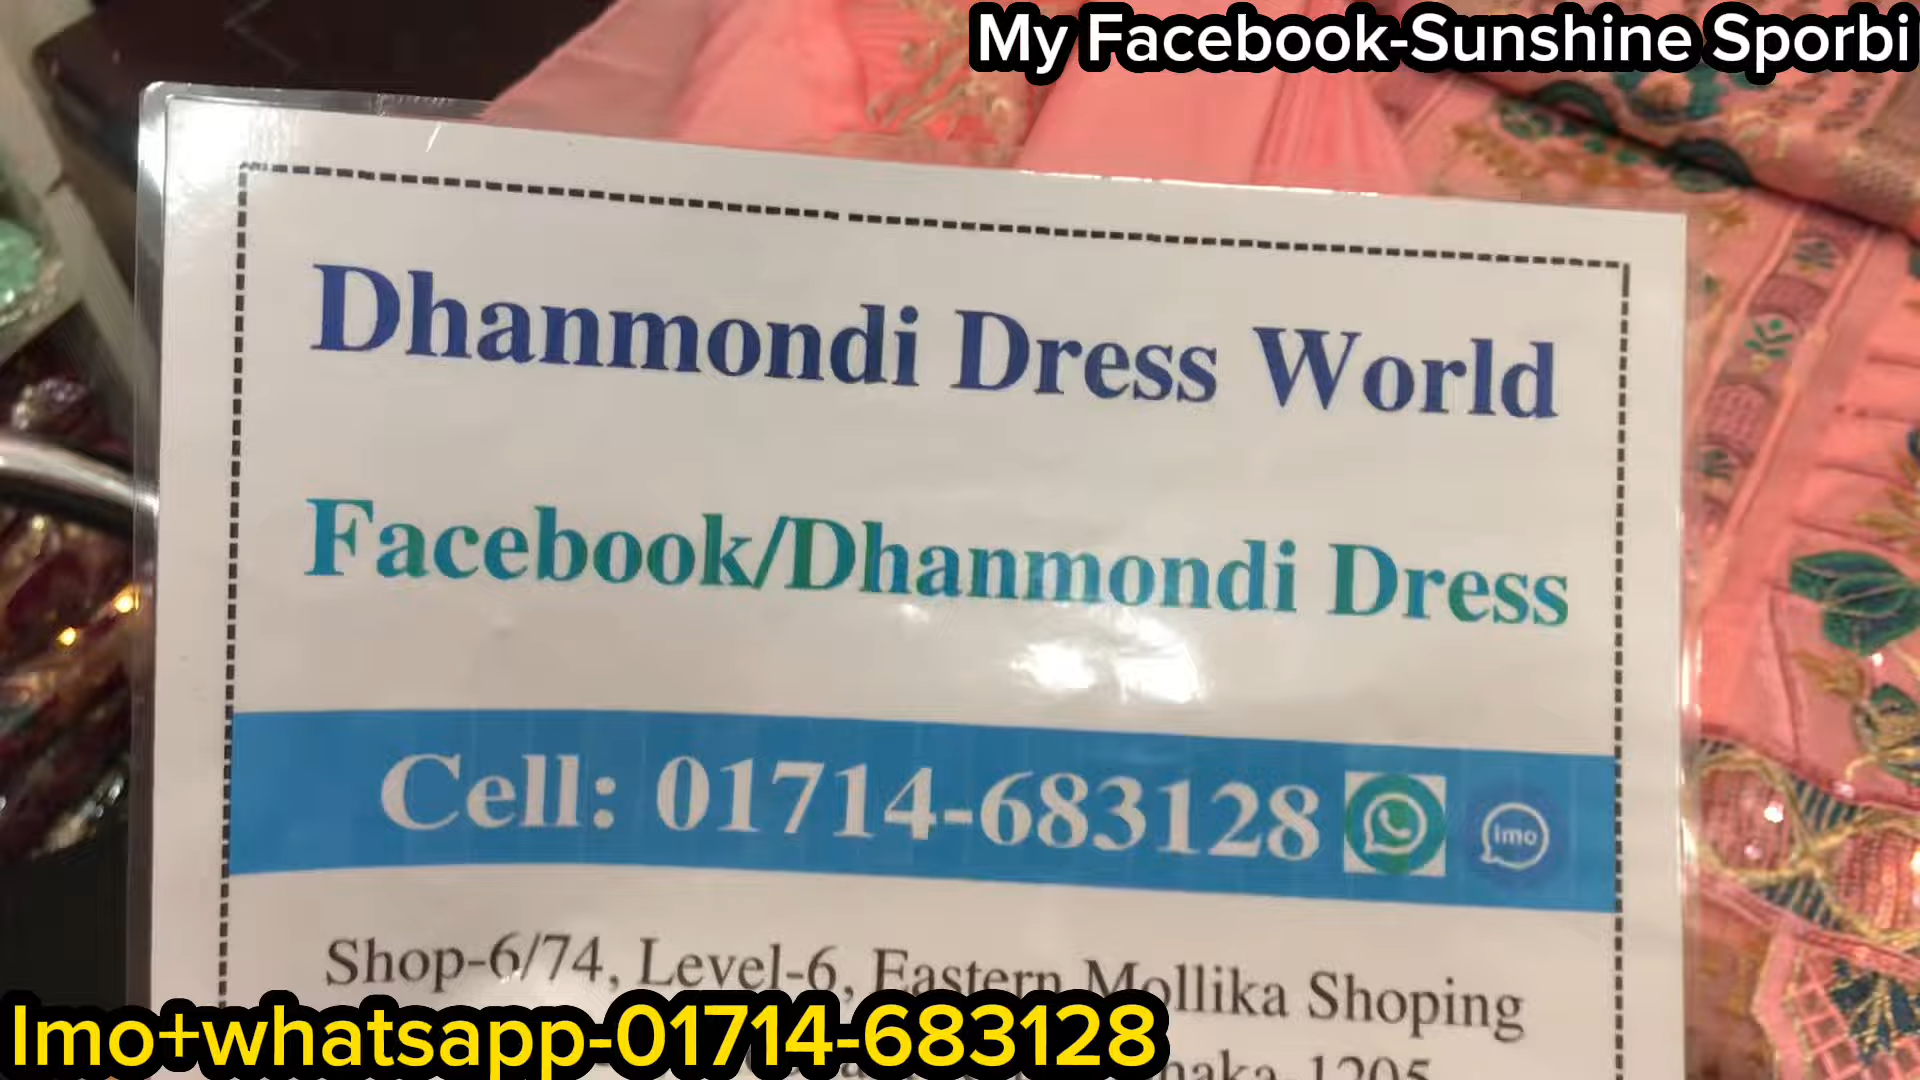 My Facebook-Sunshine Sporbi
Dhanmondi Dress World
Facebook/Dhanmondi Dress
Cell: 01714-683128
imo
Shop-6/74, Level-6, Eastern Mollika Shoping
Imo+whatsapp-01714-683128
1205